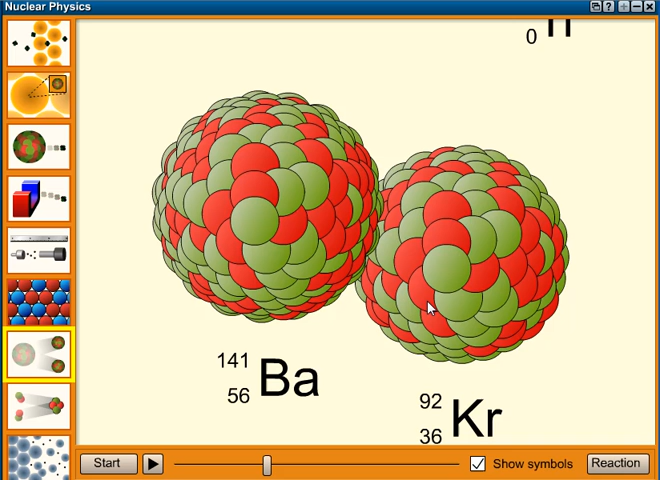 Nuclear Physics
0
141
56 Ba
92
36 Kr
Start
Show symbols
Reaction